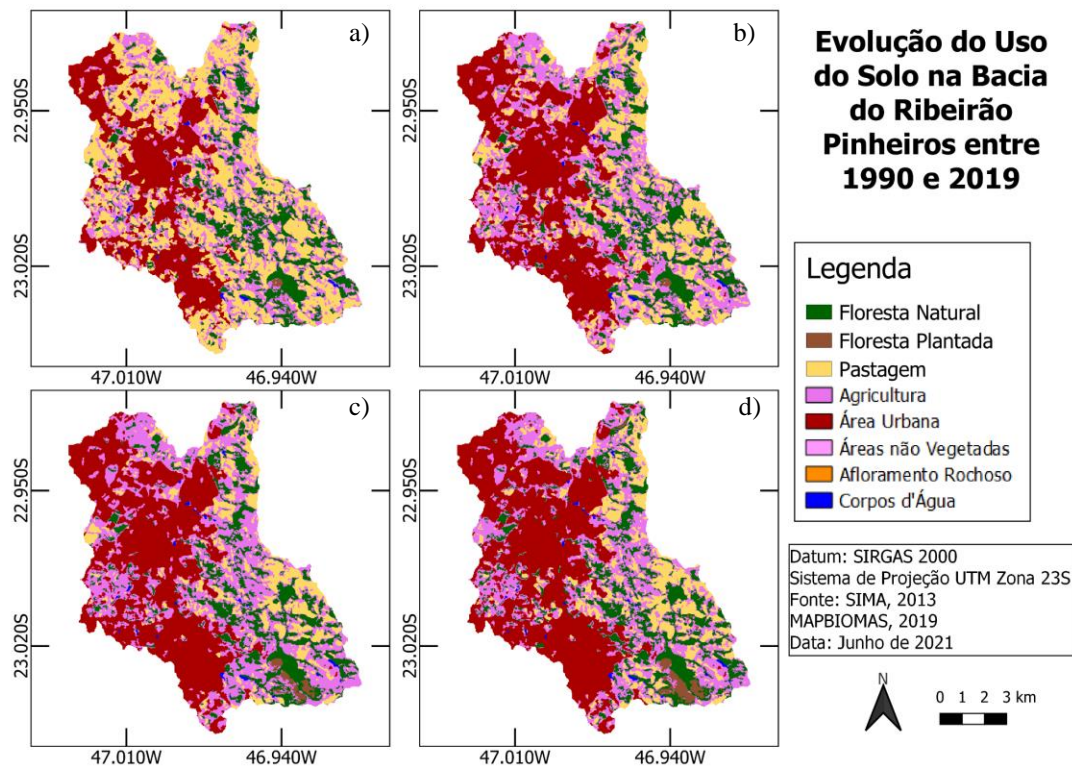 a)
b)
22.950S
23.020S
47.010W
46.940W
47.010W
46.940W
c)
d)
22.950S
23.020S
22.950S
23.020S
22.950S
23.020S
47.010W
46.940W
47.010W
46.940W
Evolução do Uso
do Solo na Bacia
do Ribeirão
Pinheiros entre
1990 e 2019
Legenda
Floresta Natural
Floresta Plantada
Pastagem
Agricultura
Área Urbana
Áreas não Vegetadas
Afloramento Rochoso
Corpos d'Água
Datum: SIRGAS 2000
Sistema de Projeção UTM Zona 23S
Fonte: SIMA, 2013
MAPBIOMAS, 2019
Data: Junho de 2021
N
0 1 2 3 km